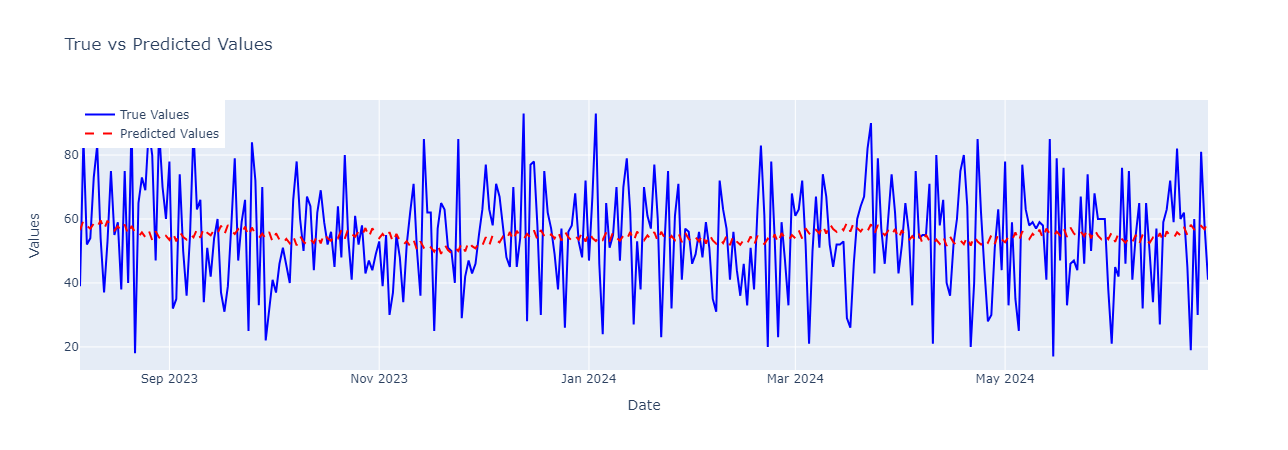 True vs Predicted Values
True Values
Predicted Values
80
60
40
20
Values
Sep 2023
Nov 2023
Jan 2024
Mar 2024
May 2024
Date